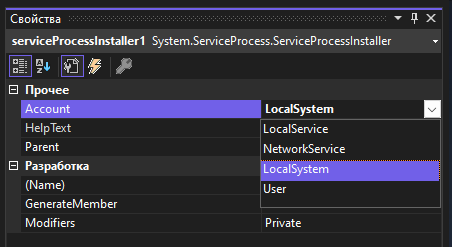 Свойства
serviceProcessInstaller1 System.ServiceProcess.ServiceProcessInstaller
Прочее
Account LocalSystem
HelpText LocalService
Parent NetworkService
Разработка LocalSystem
(Name) User
GenerateMember
Modifiers Private